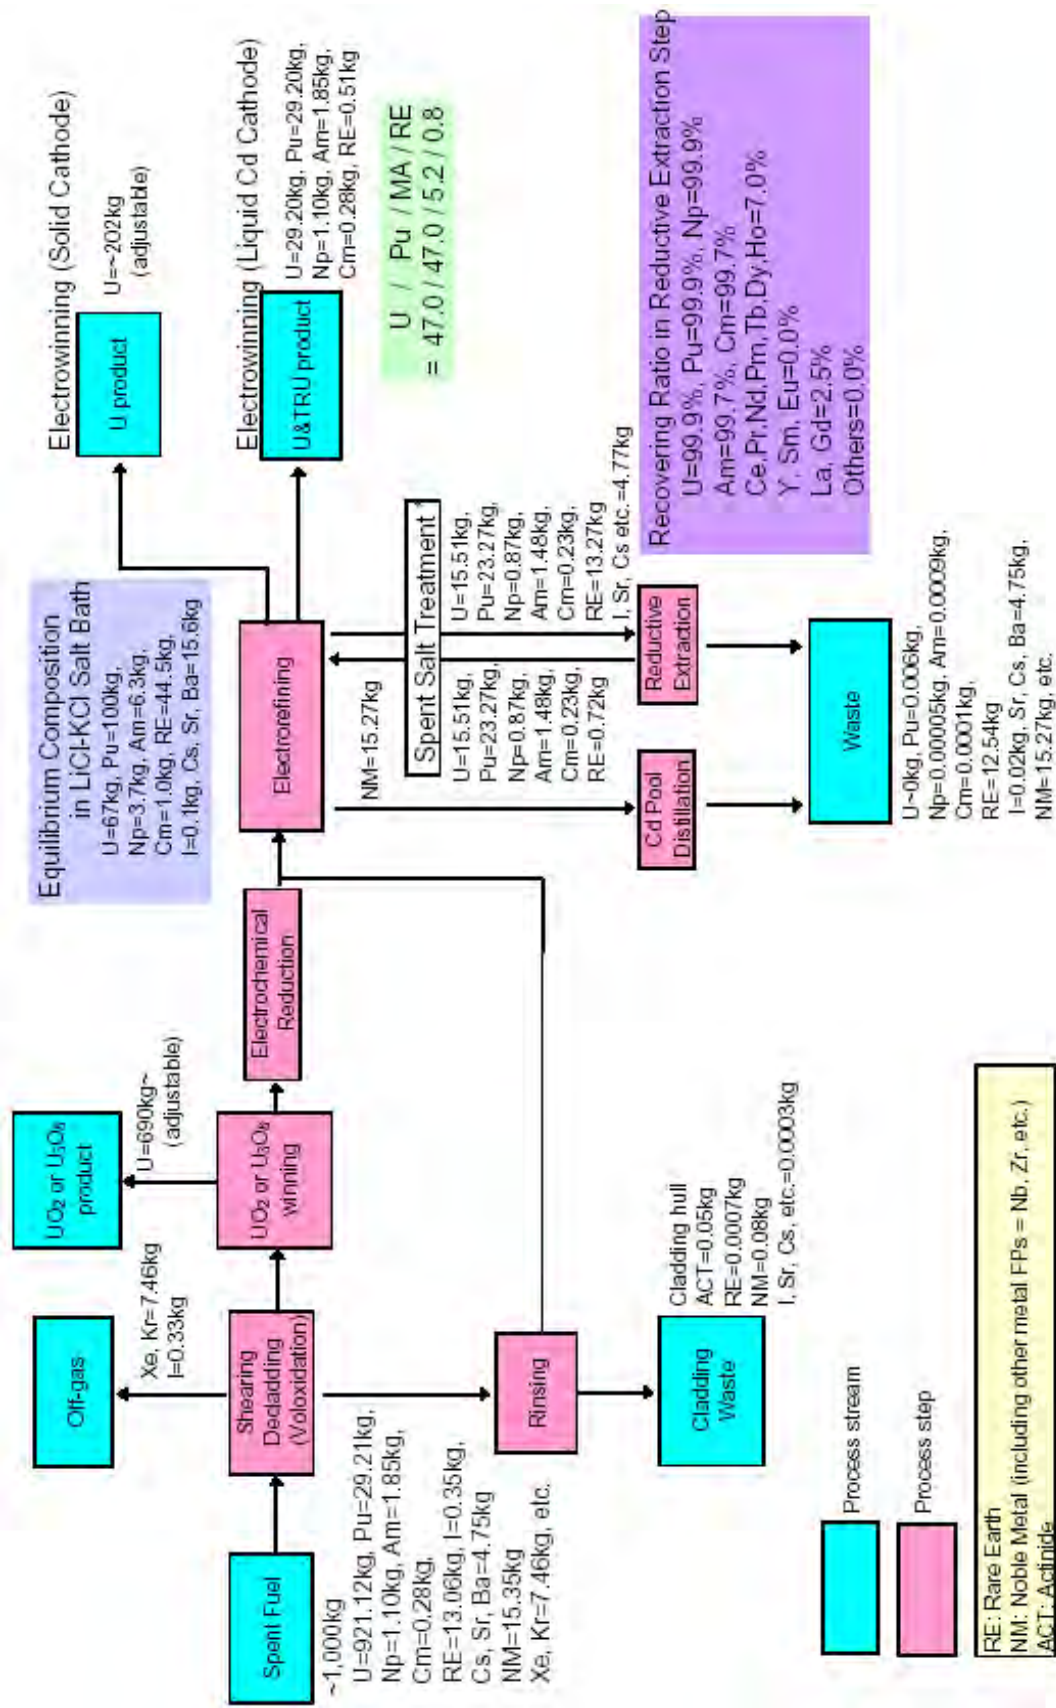 Spent Fuel
~1,000kg
U=921.12kg, Pu=29.21kg,
Np=1.10kg, Am=1.85kg,
Cm=0.28kg,
RE=13.06kg, I=0.35kg
Cs, Sr, Ba=4.75kg
NM=15.35kg
Xe, Kr=7.46kg, etc.
Off-gas
Xe, Kr=7.46kg
I=0.33kg
Shearing
Decladding
(Voloxidation)
Rinsing
Cladding
Waste
Cladding hull
ACT=0.05kg
RE=0.0007kg
NM=0.08kg
I, Sr, Cs, etc.=0.0003kg
UO₂ or U₃O₈
product
U=690kg~
(adjustable)
UO₂ or U₃O₈
winning
Electrochemical
Reduction
Equilibrium Composition
in LiCl-KCl Salt Bath
U=67kg, Pu=100kg,
Np=3.7kg, Am=6.3kg,
Cm=1.0kg, RE=44.5kg,
I=0.1kg, Cs, Sr, Ba=15.6kg
Electrorefining
Electrowinning (Solid Cathode)
U product
U=~202kg
(adjustable)
Electrowinning (Liquid Cd Cathode)
U&TRU product
U=29.20kg, Pu=29.20kg,
Np=1.10kg, Am=1.85kg,
Cm=0.28kg, RE=0.51kg
U / Pu / MA / RE
= 47.0 / 47.0 / 5.2 / 0.8
NM=15.27kg
Spent Salt Treatment
U=15.51kg,
Pu=23.27kg,
Np=0.87kg,
Am=1.48kg,
Cm=0.23kg,
RE=0.72kg
U=15.51kg,
Pu=23.27kg,
Np=0.87kg,
Am=1.48kg,
Cm=0.23kg,
RE=13.27kg
I, Sr, Cs etc.=4.77kg
Cd Pool
Distillation
Reductive
Extraction
Waste
U~0kg, Pu=0.006kg,
Np=0.00005kg, Am=0.0009kg,
Cm=0.0001kg,
RE=12.54kg
I=0.02kg, Sr, Cs, Ba=4.75kg,
NM=15.27kg, etc.
Recovering Ratio in Reductive Extraction Step
U=99.9%, Pu=99.9%, Np=99.9%
Am=99.7%, Cm=99.7%
Ce,Pr,Nd,Pm,Tb,Dy,Ho=7.0%
Y, Sm, Eu=0.0%
La, Gd=2.5%
Others=0.0%
Process stream
Process step
RE: Rare Earth
NM: Noble Metal (including other metal FPs = Nb, Zr, etc.)
ACT: Actinide